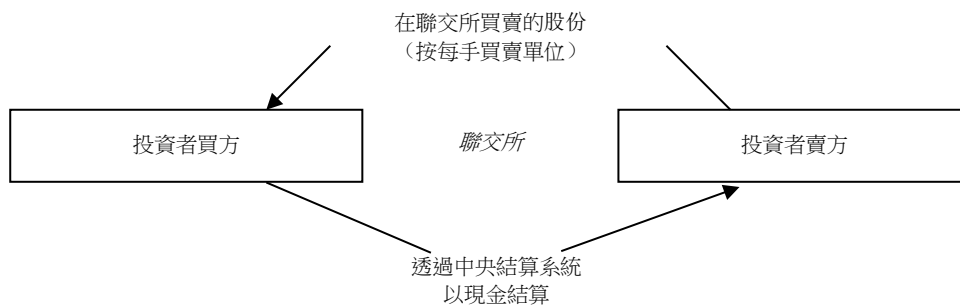 在聯交所買賣的股份
（按每手買賣單位）
投資者買方
聯交所
投資者賣方
透過中央結算系統
以現金結算